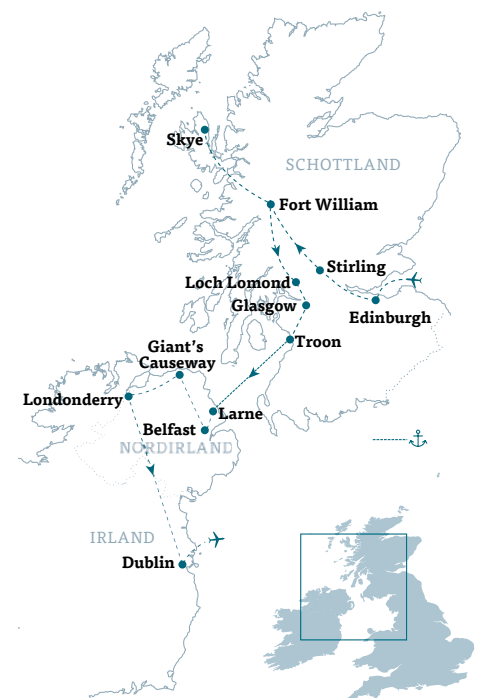 Skye
SCHOTTLAND
Fort William
Stirling
Loch Lomond
Glasgow
Edinburgh
Troon
Giant's
Causeway
Londonderry
Larne
Belfast
NORDIRLAND
IRLAND
Dublin